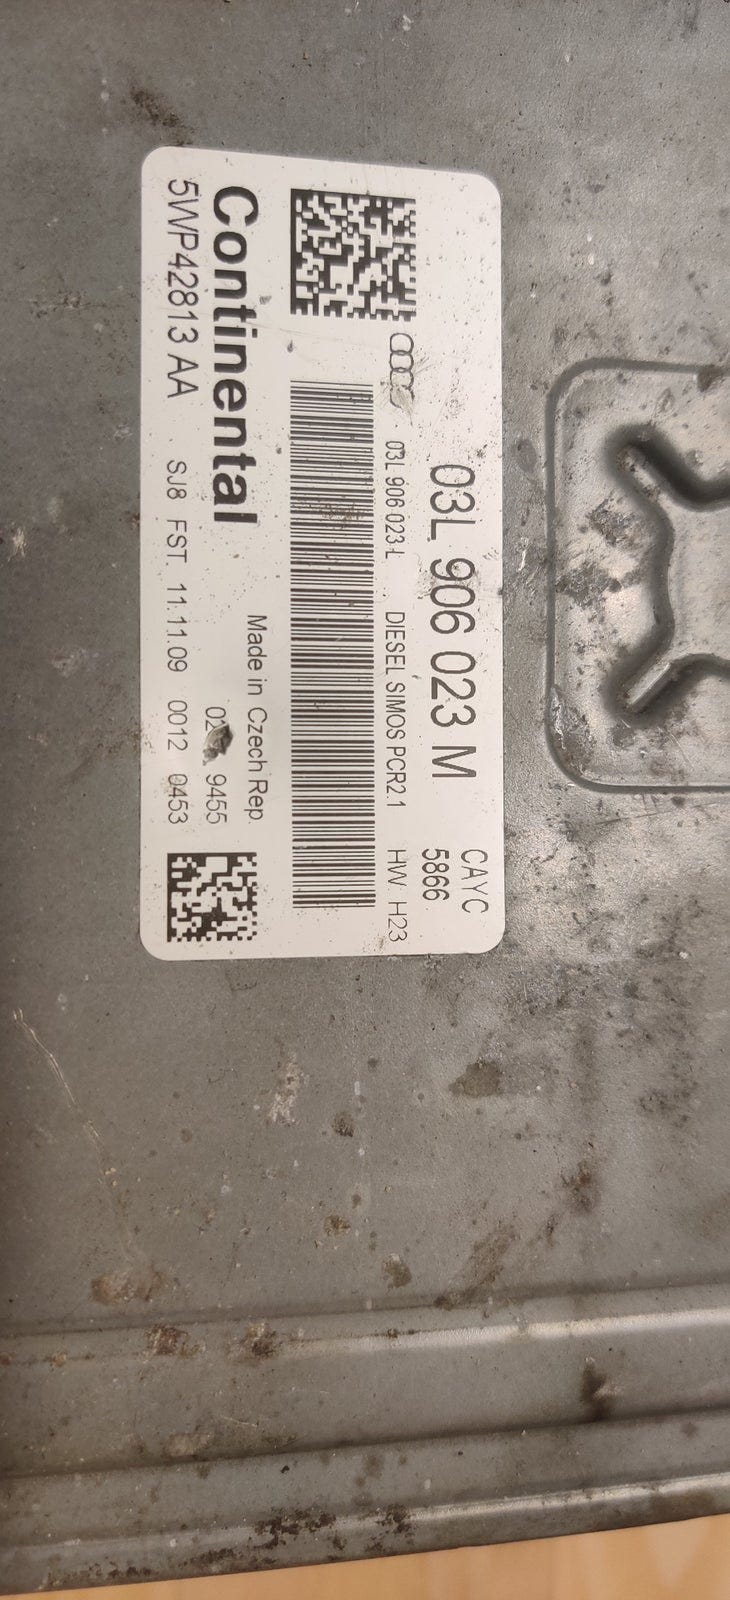 03L 906 023 M
CAYC
5866
03L 906 023 L DIESEL SIMOS PCR2.1 HW H23
Continental
Made in Czech Rep.
9455
5WP42813 AA SJ8 FST. 11.11.09 0012 0453